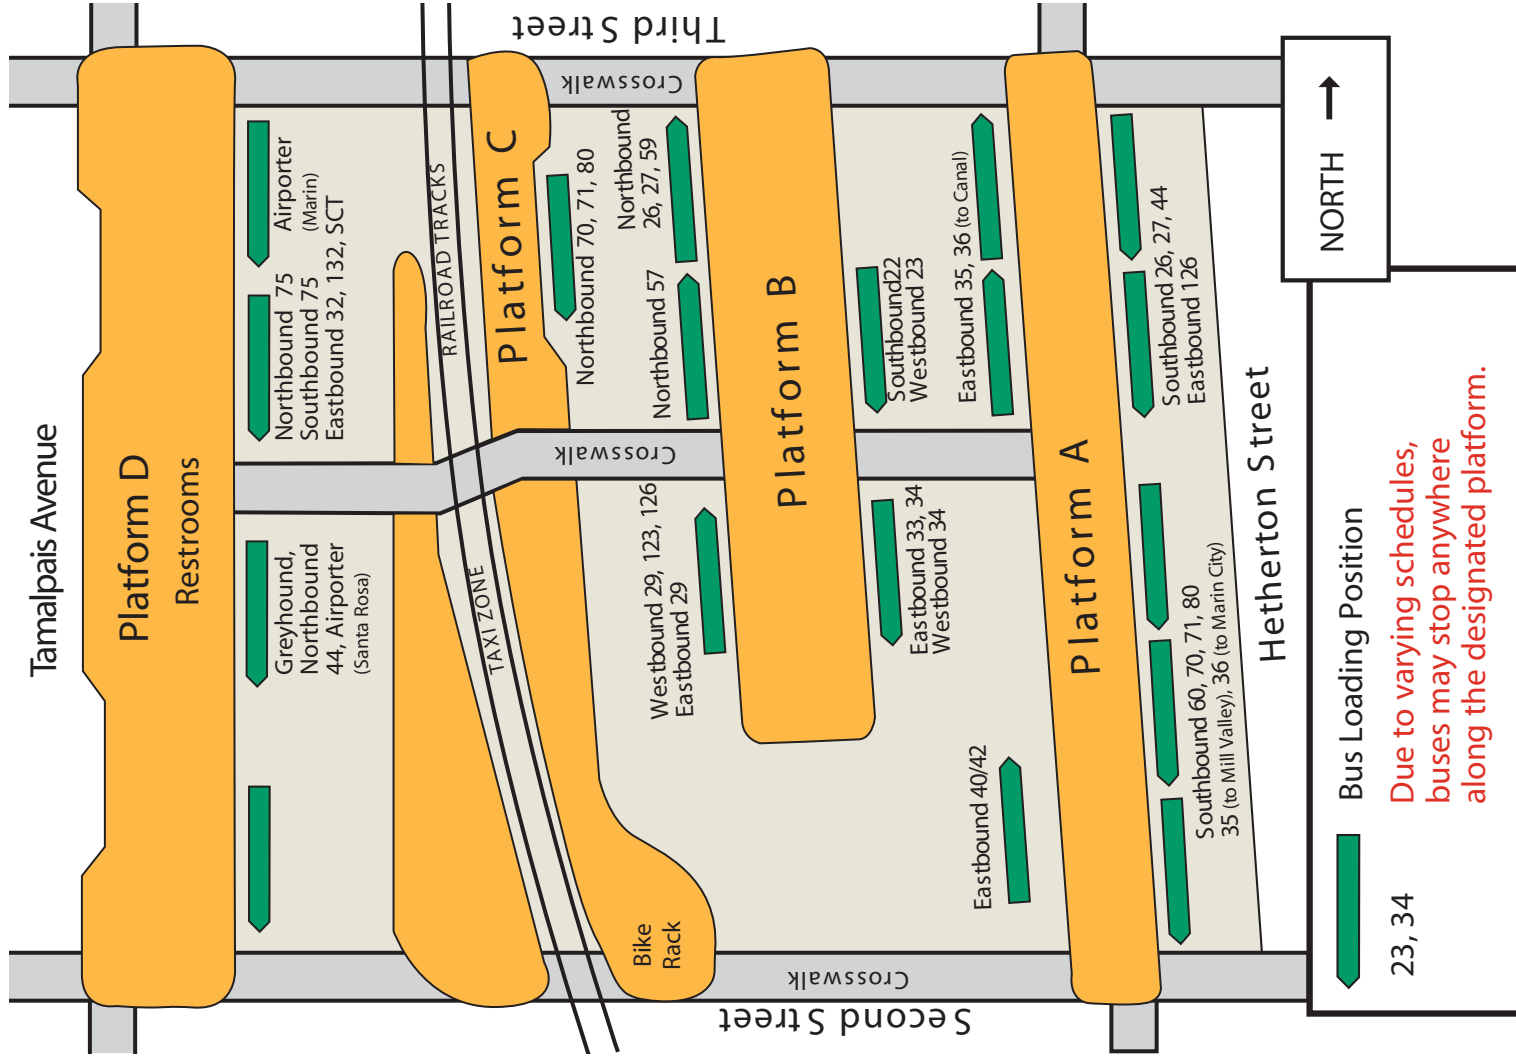 Third Street
Crosswalk
Tamalpais Avenue
Platform D
Restrooms
Airporter
(Marin)
Northbound 75
Southbound 75
Eastbound 32, 132, SCT
Greyhound,
Northbound
44, Airporter
(Santa Rosa)
RAILROAD TRACKS
TAXI ZONE
Platform C
Northbound 70, 71, 80
Bike
Rack
Northbound
26, 27, 59
Northbound 57
Crosswalk
Westbound 29, 123, 126
Eastbound 29
Platform B
Southbound22
Westbound 23
Eastbound 33, 34
Westbound 34
Eastbound 35, 36 (to Canal)
Eastbound 40/42
Platform A
Southbound 26, 27, 44
Eastbound 126
Southbound 60, 70, 71, 80
35 (to Mill Valley), 36 (to Marin City)
Hetherton Street
Crosswalk
Second Street
NORTH
Bus Loading Position
23, 34
Due to varying schedules,
buses may stop anywhere
along the designated platform.